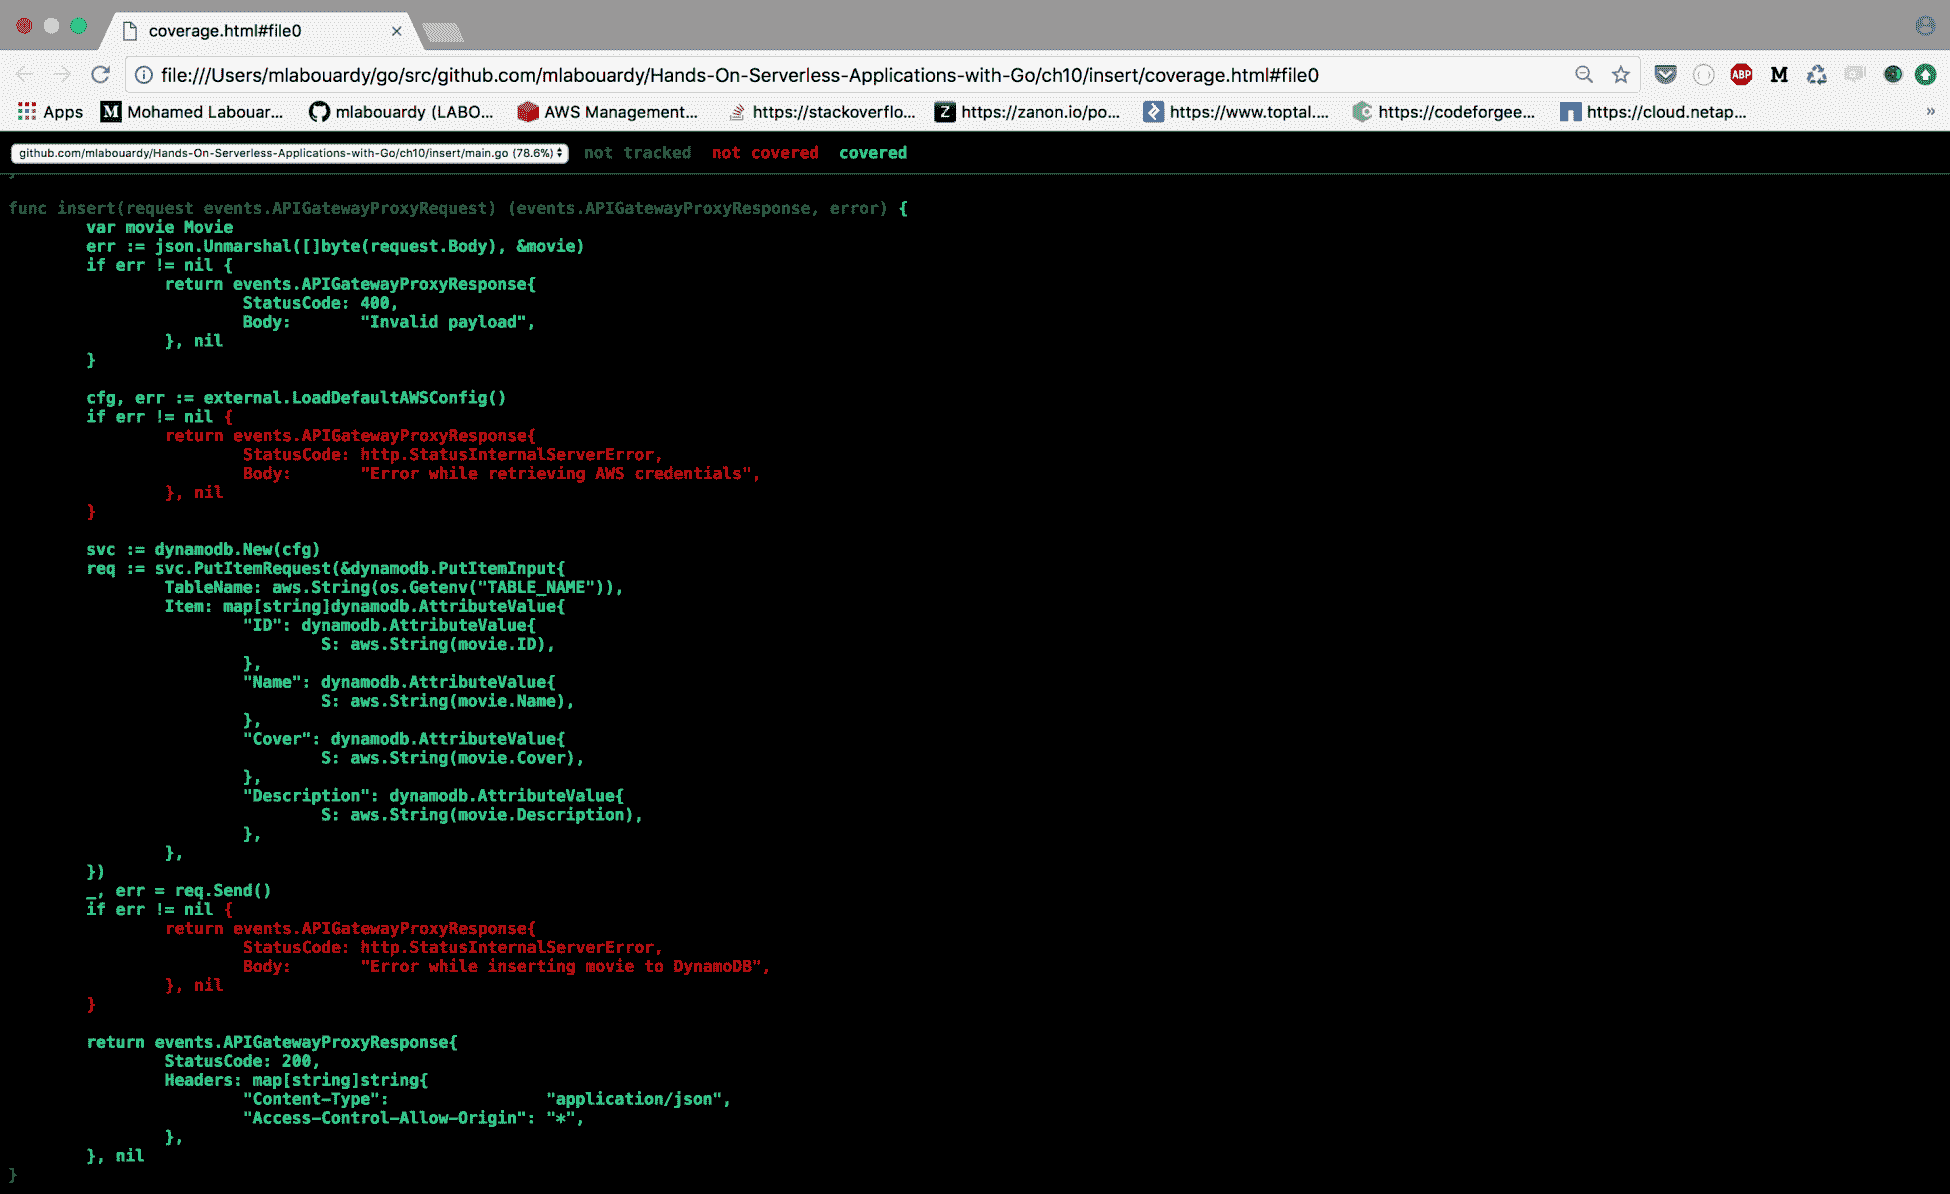 coverage.html#file0
file:///Users/mlabouardy/go/src/github.com/mlabouardy/Hands-On-Serverless-Applications-with-Go/ch10/insert/coverage.html#file0
ABP M
Apps M Mohamed Labouar... mlabouardy (LABO... AWS Management... https://stackoverflo... Z https://zanon.io/po... https://www.toptal.... https://codeforgee... https://cloud.netap... »
github.com/mlabouardy/Hands-On-Serverless-Applications-with-Go/ch10/insert/main.go (78.6%) not tracked not covered covered
}
func insert(request events.APIGatewayProxyRequest) (events.APIGatewayProxyResponse, error) {
var movie Movie
err := json.Unmarshal([]byte(request.Body), &movie)
if err != nil {
return events.APIGatewayProxyResponse{
StatusCode: 400,
Body: "Invalid payload",
}, nil
}
cfg, err := external.LoadDefaultAWSConfig()
if err != nil {
return events.APIGatewayProxyResponse{
StatusCode: http.StatusInternalServerError,
Body: "Error while retrieving AWS credentials",
}, nil
}
svc := dynamodb.New(cfg)
req := svc.PutItemRequest(&dynamodb.PutItemInput{
TableName: aws.String(os.Getenv("TABLE_NAME")),
Item: map[string]dynamodb.AttributeValue{
"ID": dynamodb.AttributeValue{
S: aws.String(movie.ID),
},
"Name": dynamodb.AttributeValue{
S: aws.String(movie.Name),
},
"Cover": dynamodb.AttributeValue{
S: aws.String(movie.Cover),
},
"Description": dynamodb.AttributeValue{
S: aws.String(movie.Description),
},
},
})
_, err = req.Send()
if err != nil {
return events.APIGatewayProxyResponse{
StatusCode: http.StatusInternalServerError,
Body: "Error while inserting movie to DynamoDB",
}, nil
}
return events.APIGatewayProxyResponse{
StatusCode: 200,
Headers: map[string]string{
"Content-Type": "application/json",
"Access-Control-Allow-Origin": "*",
},
}, nil
}